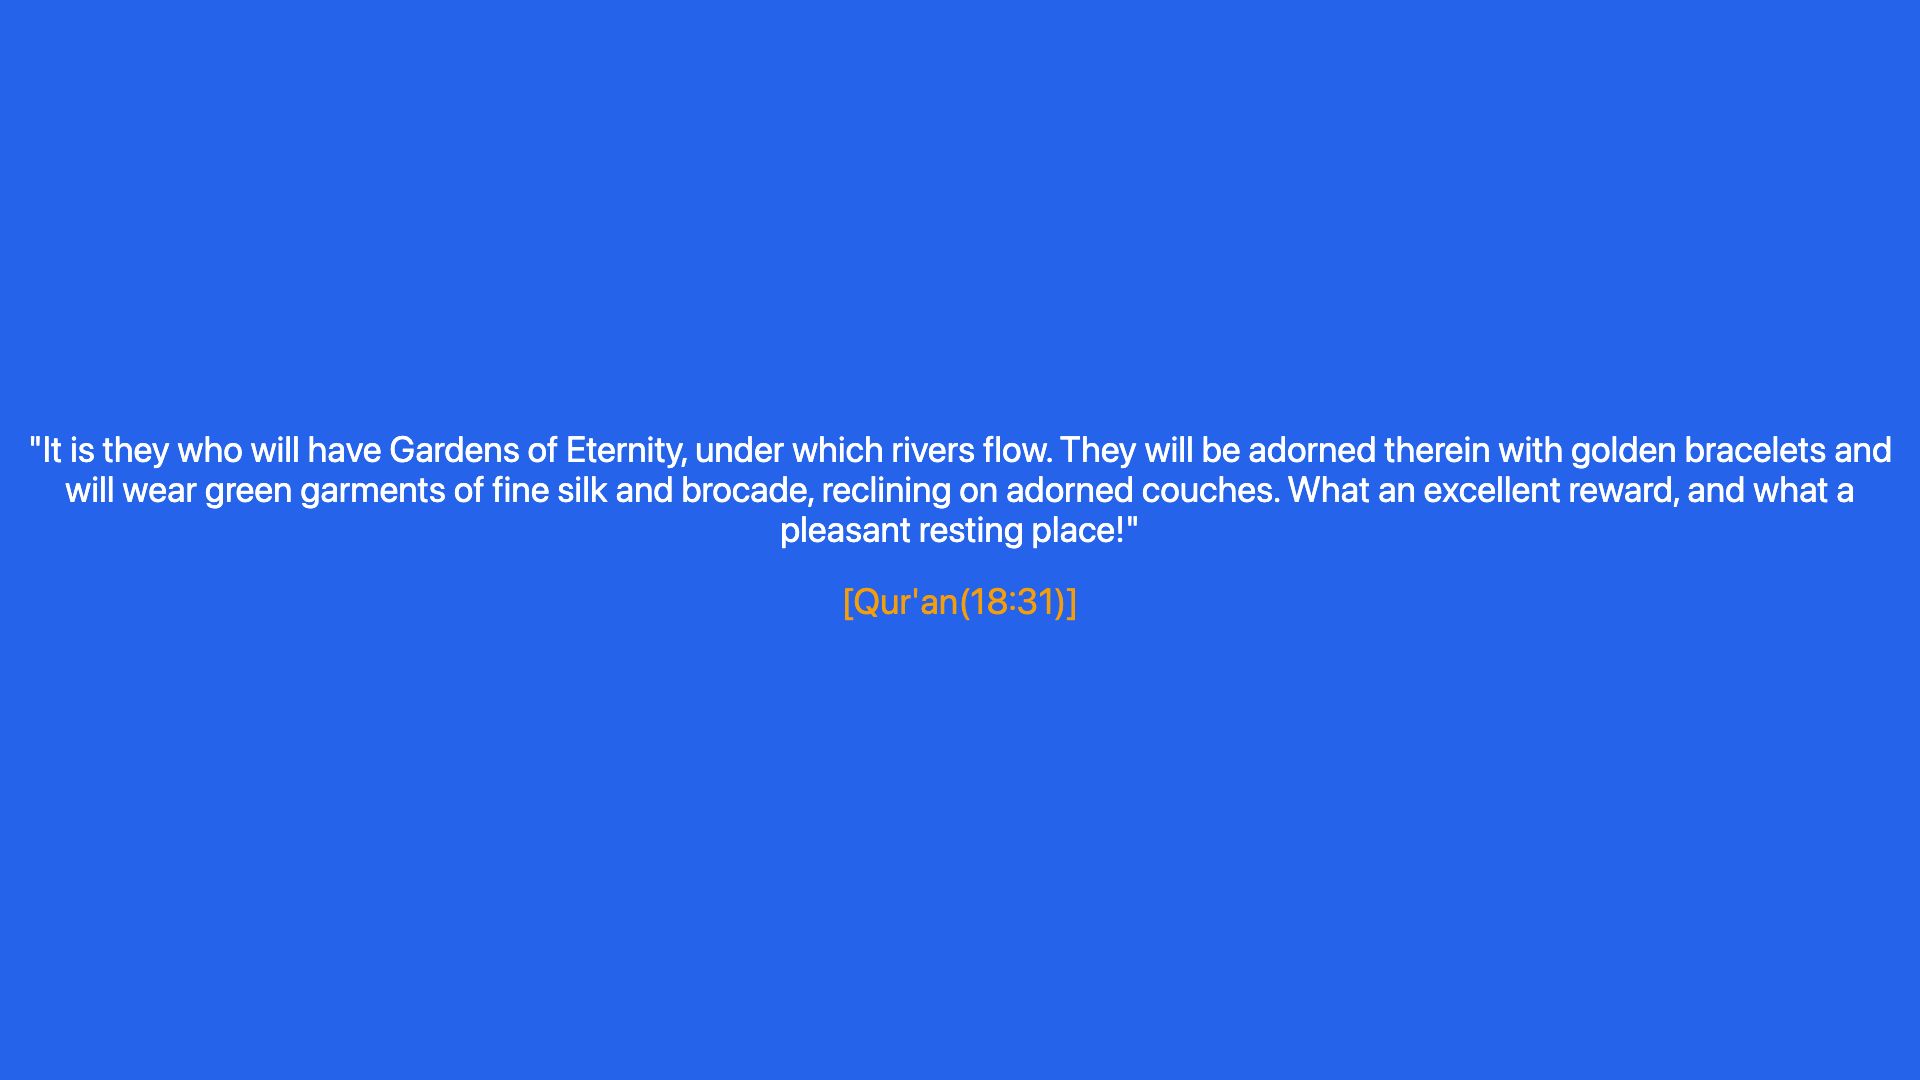 "It is they who will have Gardens of Eternity, under which rivers flow. They will be adorned therein with golden bracelets and
will wear green garments of fine silk and brocade, reclining on adorned couches. What an excellent reward, and what a
pleasant resting place!"
[Qur'an(18:31)]